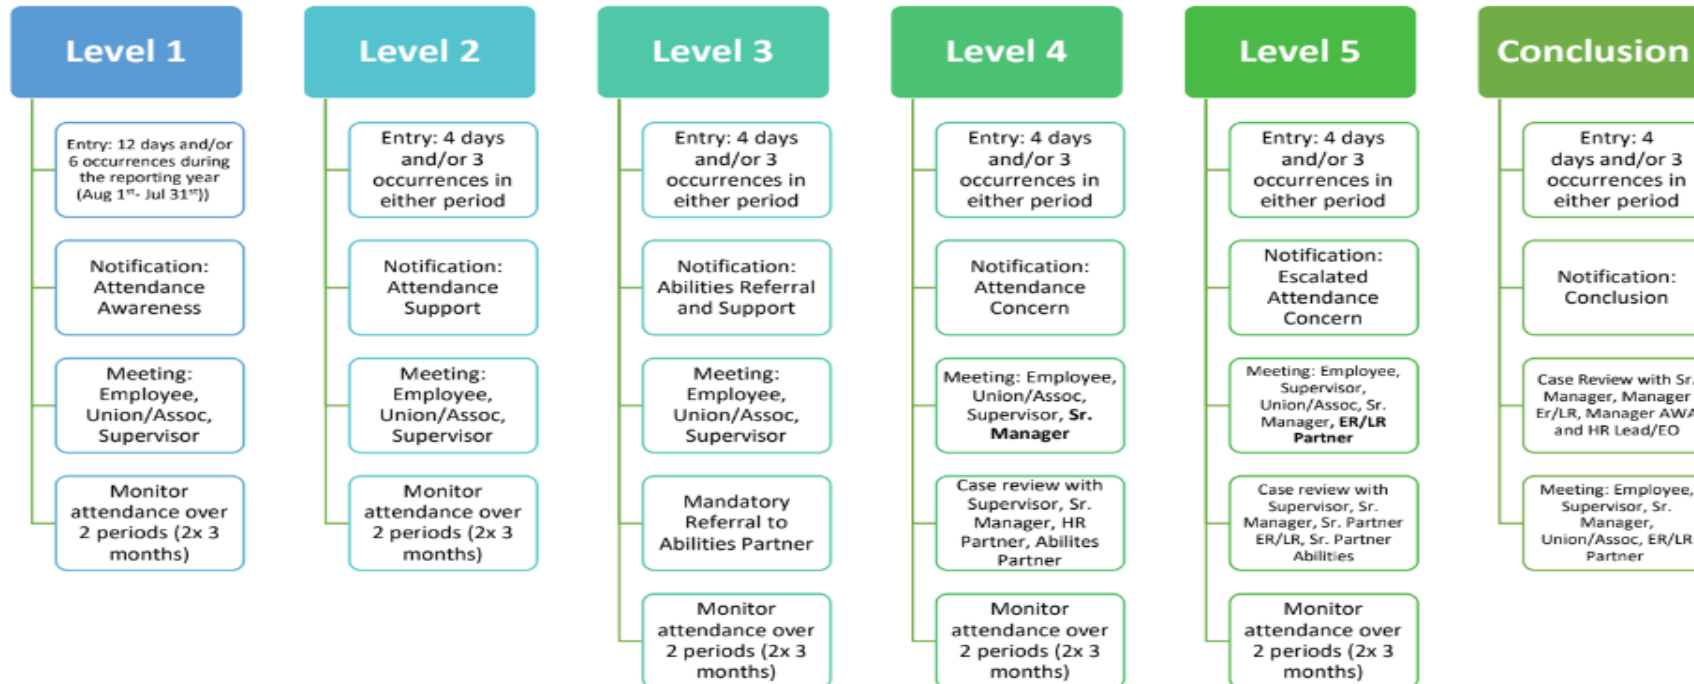 Level 1
Entry: 12 days and/or
6 occurrences during
the reporting year
(Aug 1st- Jul 31st))
Notification:
Attendance
Awareness
Meeting:
Employee,
Union/Assoc,
Supervisor
Monitor
attendance over
2 periods (2x 3
months)
Level 2
Entry: 4 days
and/or 3
occurrences in
either period
Notification:
Attendance
Support
Meeting:
Employee,
Union/Assoc,
Supervisor
Monitor
attendance over
2 periods (2x 3
months)
Level 3
Entry: 4 days
and/or 3
occurrences in
either period
Notification:
Abilities Referral
and Support
Meeting:
Employee,
Union/Assoc,
Supervisor
Mandatory
Referral to
Abilities Partner
Monitor
attendance over
2 periods (2x 3
months)
Level 4
Entry: 4 days
and/or 3
occurrences in
either period
Notification:
Attendance
Concern
Meeting: Employee,
Union/Assoc,
Supervisor, Sr.
Manager
Case review with
Supervisor, Sr.
Manager, HR
Partner, Abilites
Partner
Monitor
attendance over
2 periods (2x 3
months)
Level 5
Entry: 4 days
and/or 3
occurrences in
either period
Notification:
Escalated
Attendance
Concern
Meeting: Employee,
Supervisor,
Union/Assoc, Sr.
Manager, ER/LR
Partner
Case review with
Supervisor, Sr.
Manager, Sr. Partner
ER/LR, Sr. Partner
Abilities
Monitor
attendance over
2 periods (2x 3
months)
Conclusion
Entry: 4
days and/or 3
occurrences in
either period
Notification:
Conclusion
Case Review with Sr.
Manager, Manager
Er/LR, Manager AWA
and HR Lead/EO
Meeting: Employee,
Supervisor, Sr.
Manager,
Union/Assoc, ER/LR
Partner